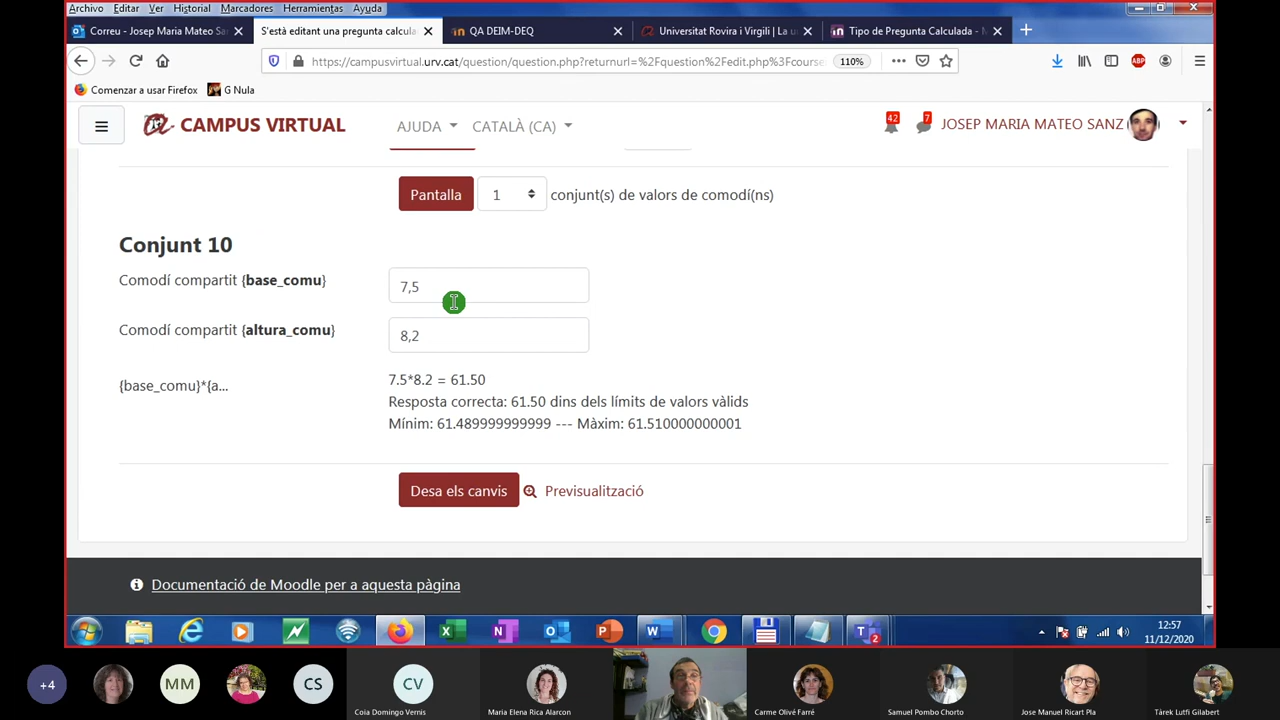 Archivo Editar Ver Historial Marcadores Herramientas Ayuda
Correu - Josep Maria Mateo Sa
S'està editant una pregunta calcula
QA DEIM-DEQ
Universitat Rovira i Virgili | La u
Tipo de Pregunta Calculada - M
https://campusvirtual.urv.cat/question/question.php?returnurl=%2Fquestion%2Fedit.php%3Fcourse
110%
Comenzar a usar Firefox
G Nula
CAMPUS VIRTUAL
AJUDA
CATALÀ (CA)
42
7
JOSEP MARIA MATEO SANZ
Pantalla
1
conjunt(s) de valors de comodí(ns)
Conjunt 10
Comodí compartit {base_comu}
7,5
Comodí compartit {altura_comu}
8,2
{base_comu}*{a...
7.5*8.2 = 61.50
Resposta correcta: 61.50 dins dels límits de valors vàlids
Mínim: 61.489999999999 --- Màxim: 61.510000000001
Desa els canvis
Previsualització
Documentació de Moodle per a aquesta pàgina
12:57
11/12/2020
+4
MM
CS
CV
Coia Domingo Vernis
Maria Elena Rica Alarcon
Carme Olivé Farré
Samuel Pombo Chorto
Jose Manuel Ricart Pla
Tárek Lutfi Gilabert